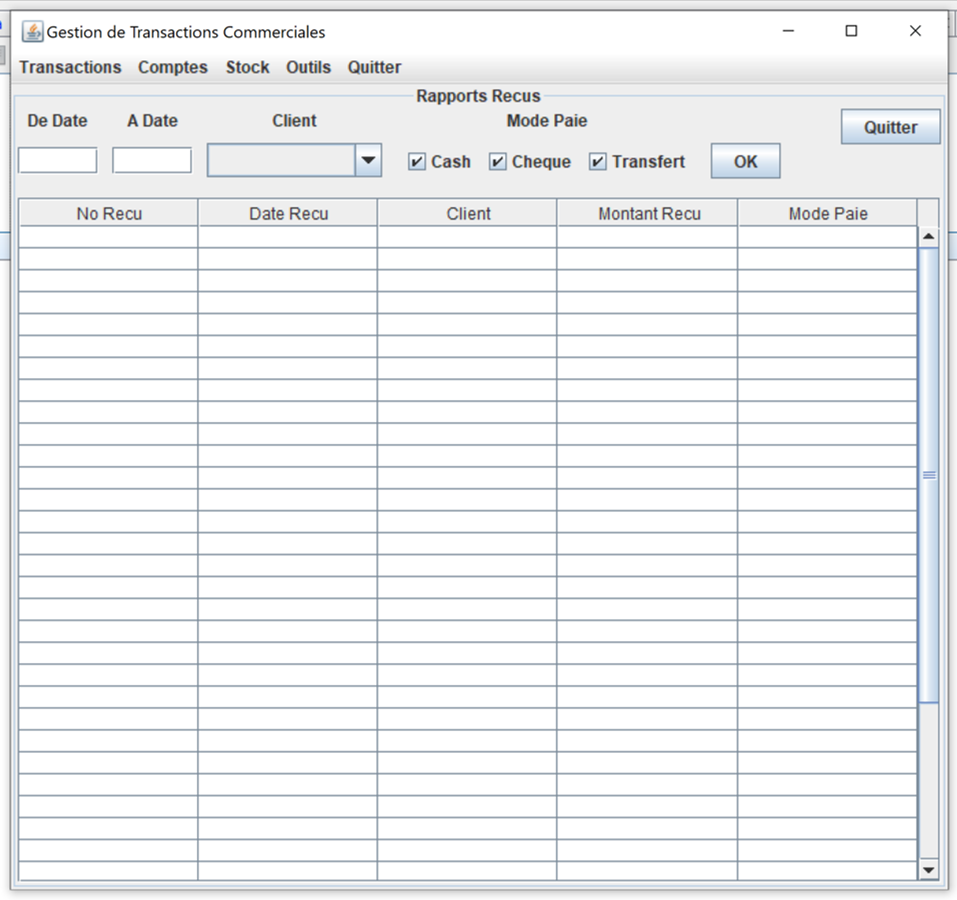 Gestion de Transactions Commerciales
Transactions Comptes Stock Outils Quitter
Rapports Recus
De Date A Date Client Mode Paie Quitter
Cash Cheque Transfert OK
No Recu Date Recu Client Montant Recu Mode Paie